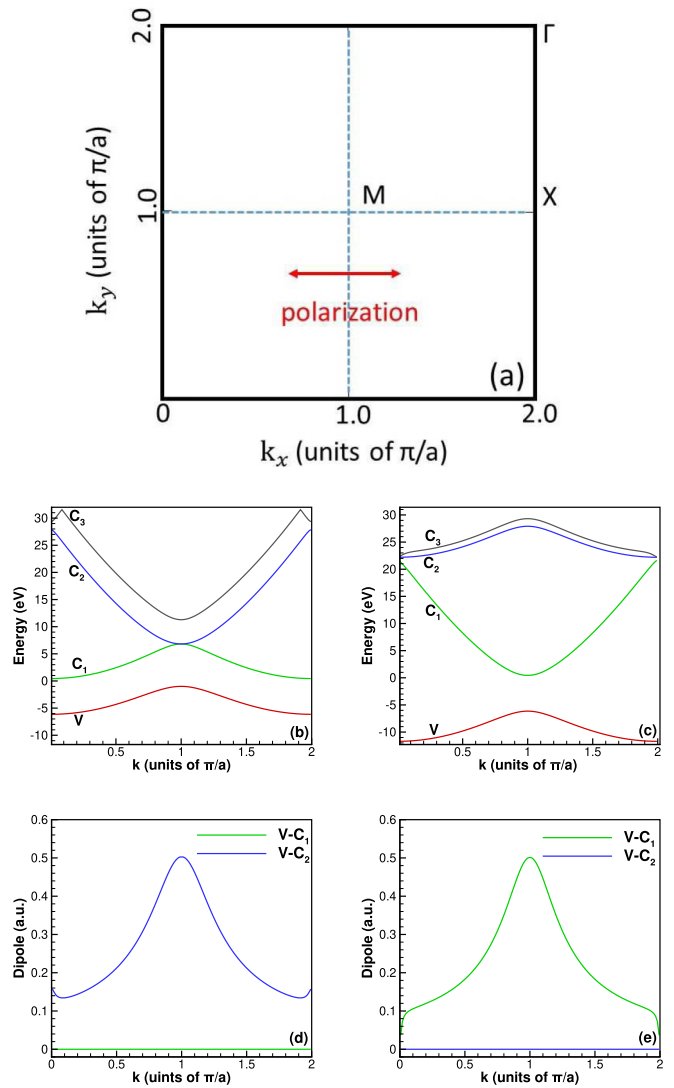 2.0
Γ
M
X
1.0
k_y (units of π/a)
polarization
(a)
0
1.0
2.0
k_x (units of π/a)
30
25
20
15
10
5
0
-5
-10
Energy (eV)
C₃
C₂
C₁
V
(b)
0.5
1
1.5
2
k (units of π/a)
30
25
20
15
10
5
0
-5
-10
Energy (eV)
C₃
C₂
C₁
V
(c)
0
0.5
1
1.5
2
k (units of π/a)
0.6
0.5
0.4
0.3
0.2
0.1
0
Dipole (a.u.)
V-C₁
V-C₂
(d)
0.5
1
1.5
2
k (units of π/a)
0.6
0.5
0.4
0.3
0.2
0.1
0
Dipole (a.u.)
V-C₁
V-C₂
(e)
0
0.5
1
1.5
2
k (units of π/a)